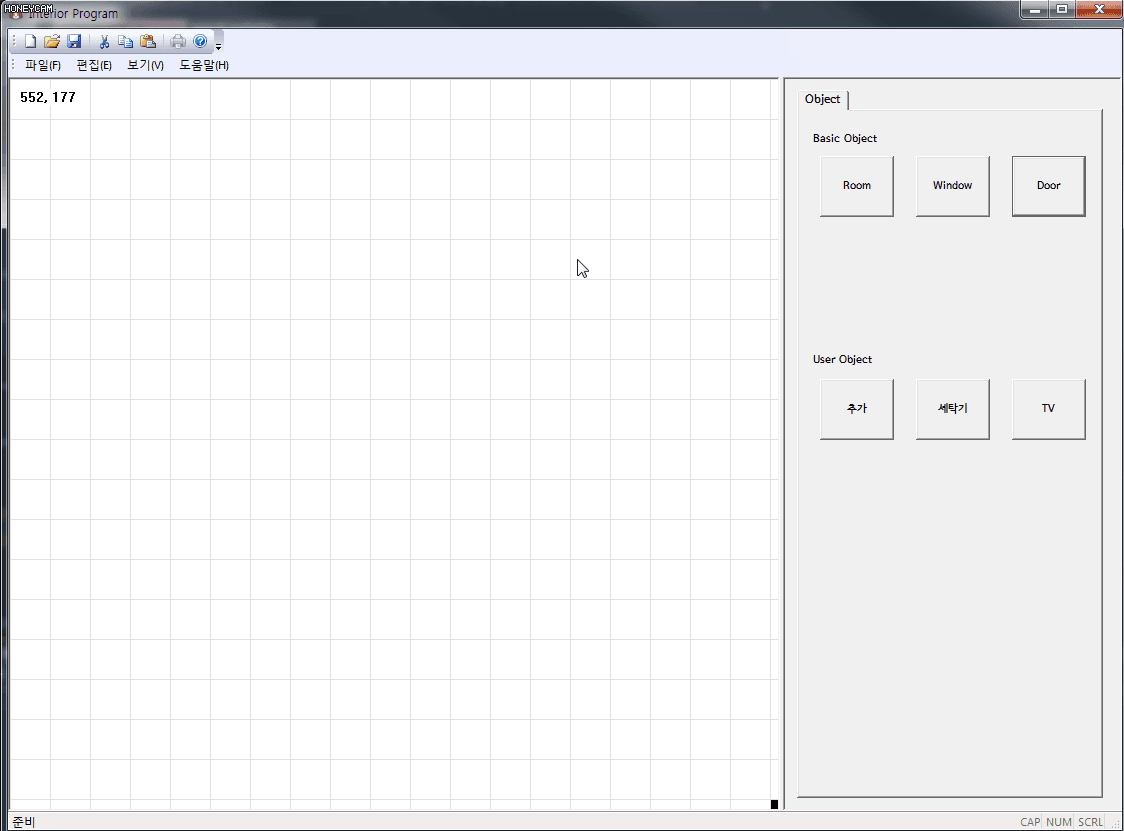 HONEYCAM
Interior Program
파일(F) 편집(E) 보기(V) 도움말(H)
552, 177
Object
Basic Object
Room Window Door
User Object
추가 세탁기 TV
준비
CAP NUM SCRL